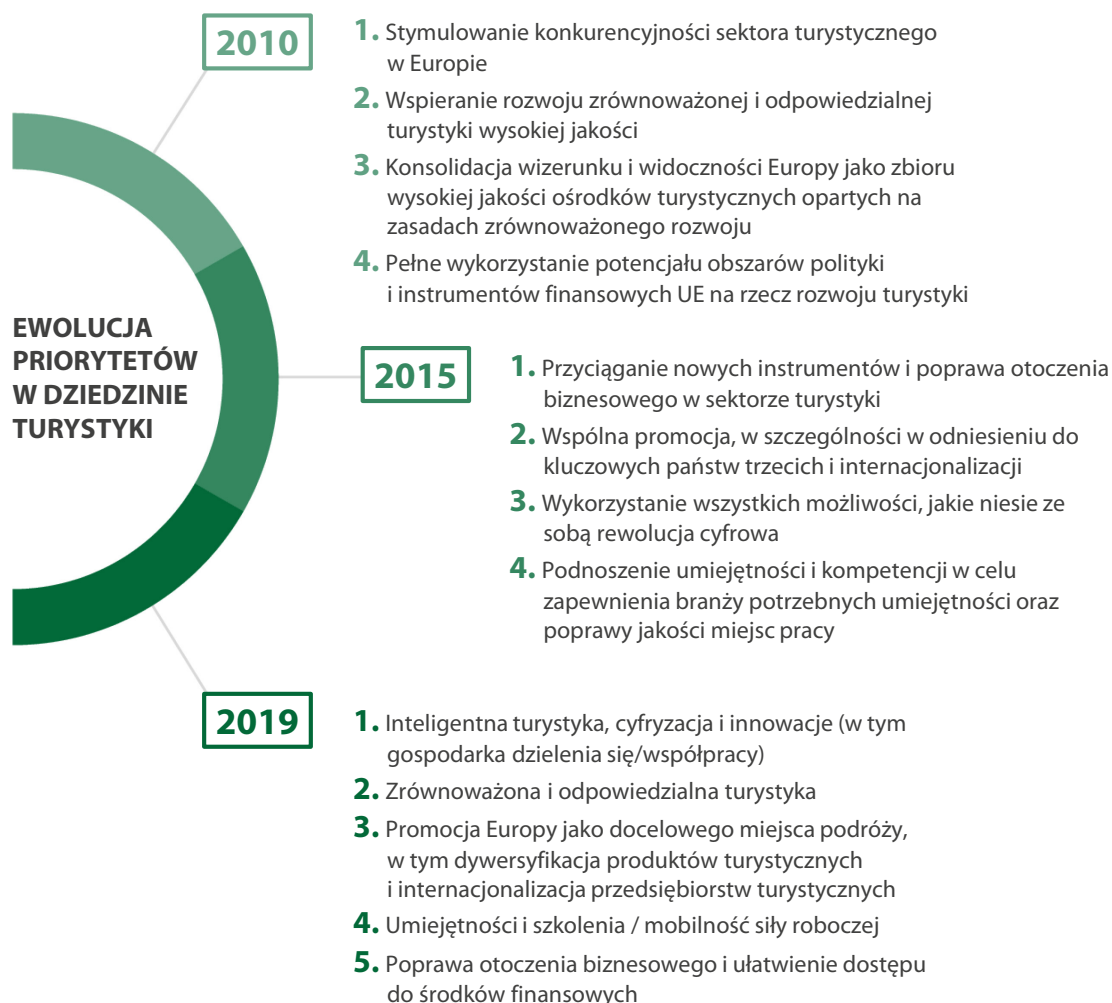 2010
1. Stymulowanie konkurencyjności sektora turystycznego
w Europie
2. Wspieranie rozwoju zrównoważonej i odpowiedzialnej
turystyki wysokiej jakości
3. Konsolidacja wizerunku i widoczności Europy jako zbioru
wysokiej jakości ośrodków turystycznych opartych na
zasadach zrównoważonego rozwoju
4. Pełne wykorzystanie potencjału obszarów polityki
i instrumentów finansowych UE na rzecz rozwoju turystyki
EWOLUCJA
PRIORYTETÓW
W DZIEDZINIE
TURYSTYKI
2015
1. Przyciąganie nowych instrumentów i poprawa otoczenia
biznesowego w sektorze turystyki
2. Wspólna promocja, w szczególności w odniesieniu do
kluczowych państw trzecich i internacjonalizacji
3. Wykorzystanie wszystkich możliwości, jakie niesie ze
sobą rewolucja cyfrowa
4. Podnoszenie umiejętności i kompetencji w celu
zapewnienia branży potrzebnych umiejętności oraz
poprawy jakości miejsc pracy
2019
1. Inteligentna turystyka, cyfryzacja i innowacje (w tym
gospodarka dzielenia się/współpracy)
2. Zrównoważona i odpowiedzialna turystyka
3. Promocja Europy jako docelowego miejsca podróży,
w tym dywersyfikacja produktów turystycznych
i internacjonalizacja przedsiębiorstw turystycznych
4. Umiejętności i szkolenia / mobilność siły roboczej
5. Poprawa otoczenia biznesowego i ułatwienie dostępu
do środków finansowych